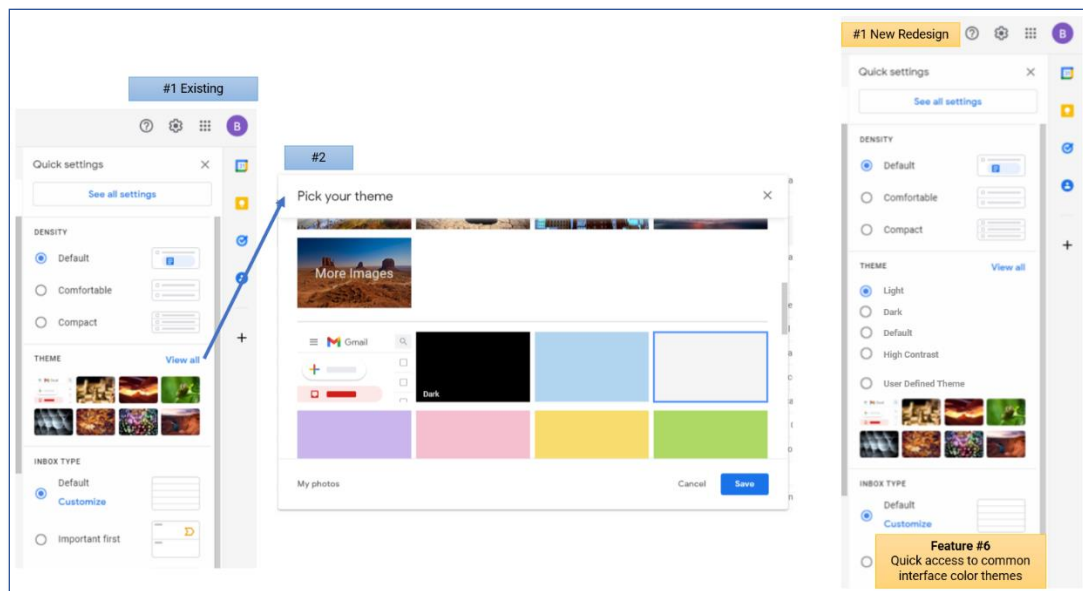 #1 Existing
B
Quick settings
See all settings
DENSITY
Default
Comfortable
Compact
THEME View all
Gmail
INBOX TYPE
Default
Customize
Important first
#2
Pick your theme
More Images
Gmail
Dark
My photos Cancel Save
#1 New Redesign
B
Quick settings
See all settings
DENSITY
Default
Comfortable
Compact
THEME View all
Light
Dark
Default
High Contrast
User Defined Theme
INBOX TYPE
Default
Customize
Feature #6
Quick access to common
interface color themes